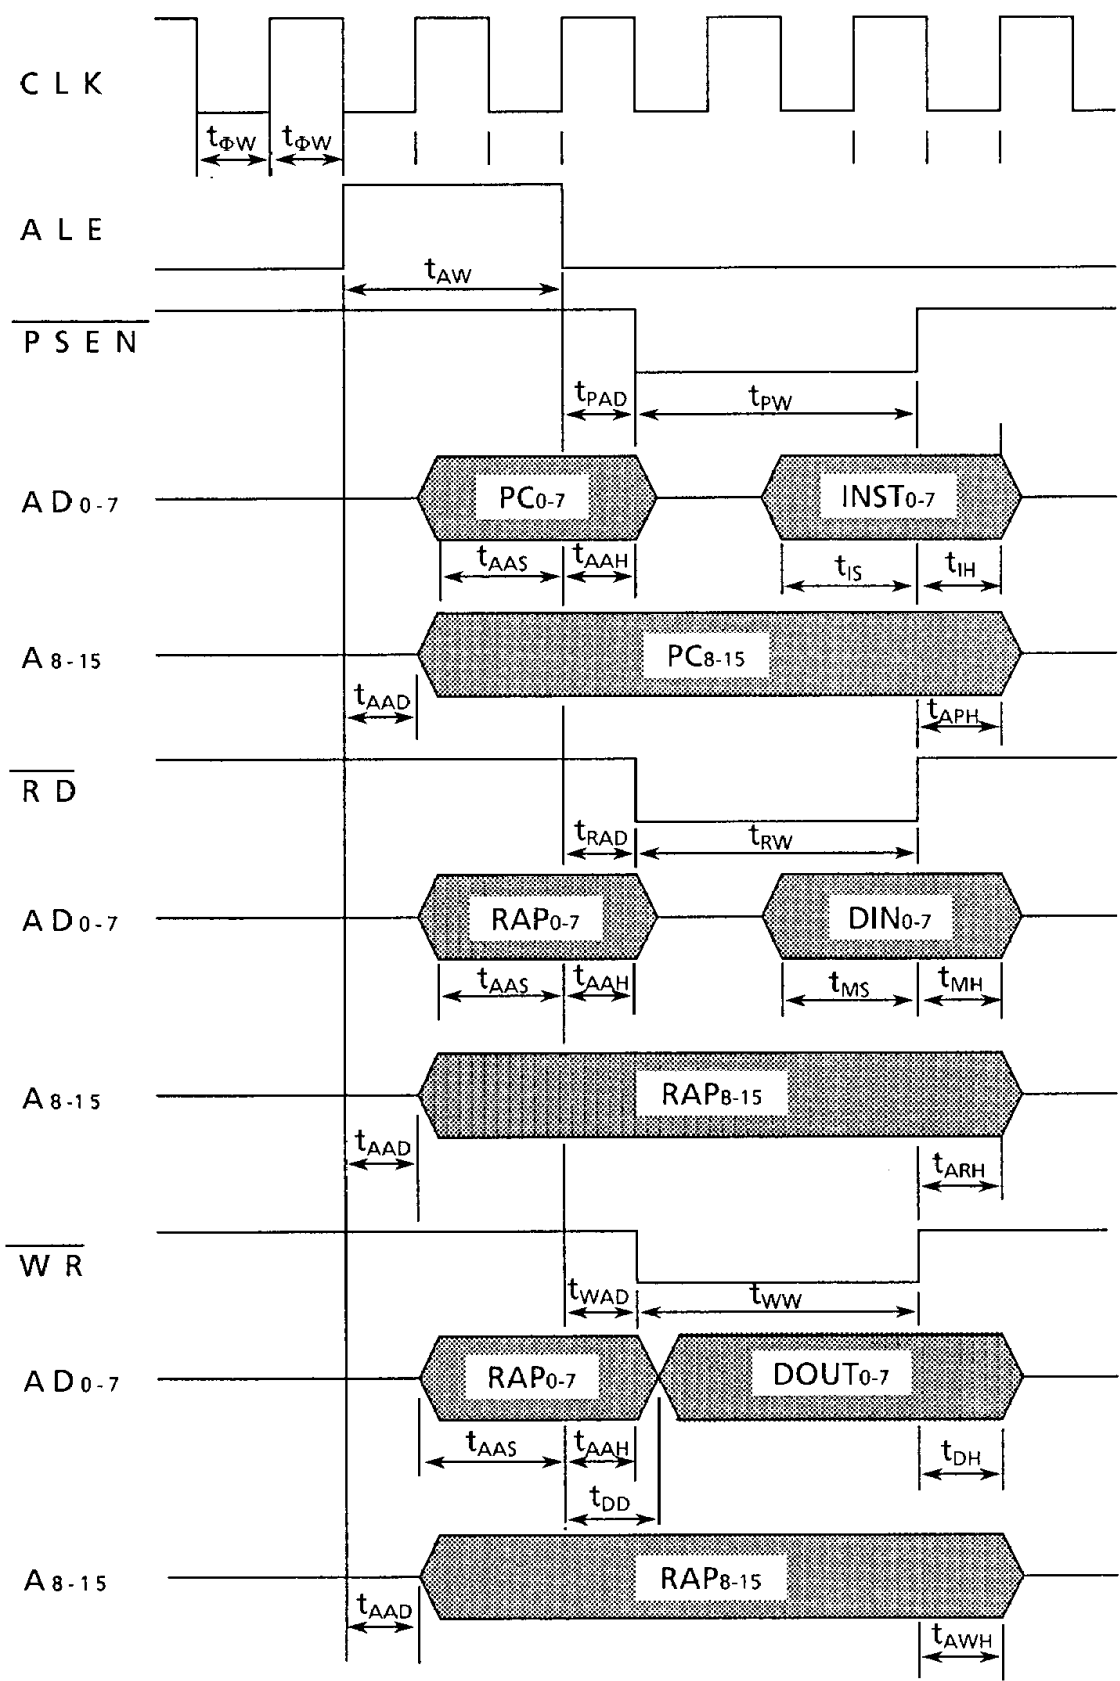 CLK
tΦW tΦW
ALE
tAW
PSEN
tPAD tPW
AD0-7 PC0-7 INST0-7
tAAS tAAH tIS tIH
A8-15 PC8-15
tAAD tAPH
RD
tRAD tRW
AD0-7 RAP0-7 DIN0-7
tAAS tAAH tMS tMH
A8-15 RAP8-15
tAAD tARH
WR
tWAD tWW
AD0-7 RAP0-7 DOUT0-7
tAAS tAAH tDH
tDD
A8-15 RAP8-15
tAAD tAWH